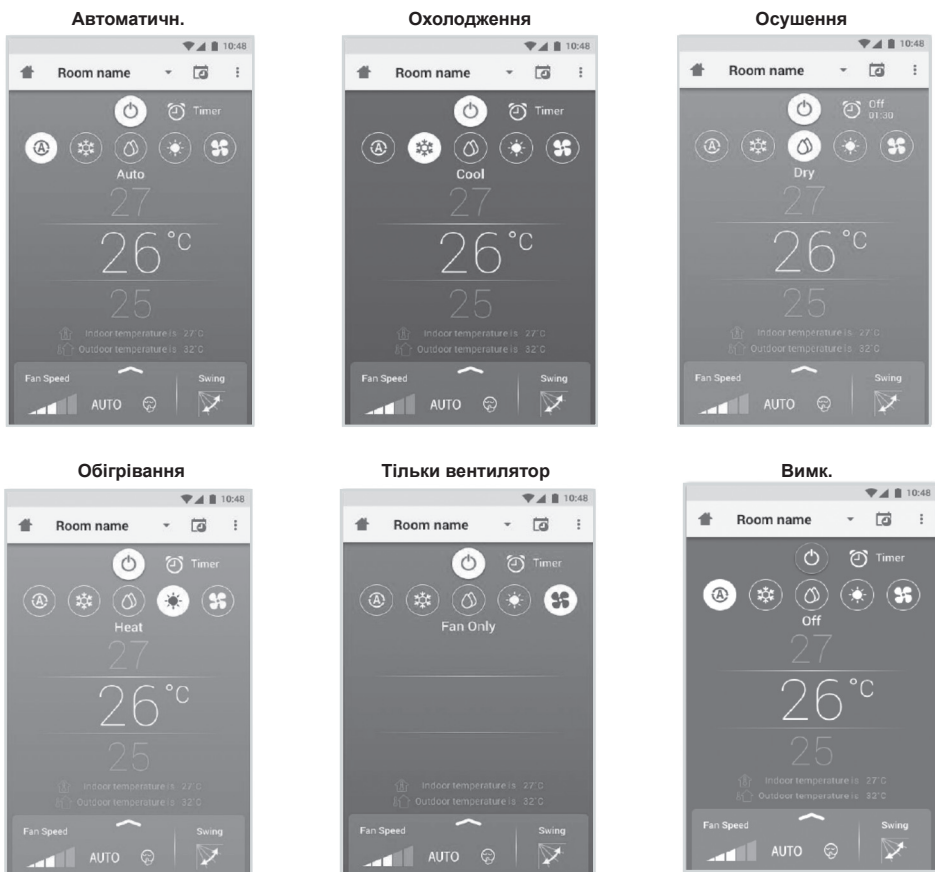 Автоматичн.
10:48
Room name
Timer
Auto
27
26°C
25
Indoor temperature is 27°C
Outdoor temperature is 32°C
Fan Speed
Swing
AUTO
Охолодження
10:48
Room name
Timer
Cool
27
26°C
25
Indoor temperature is 27°C
Outdoor temperature is 32°C
Fan Speed
Swing
AUTO
Осушення
10:48
Room name
Off
01:30
Dry
27
26°C
25
Indoor temperature is 27°C
Outdoor temperature is 32°C
Fan Speed
Swing
AUTO
Обігрівання
10:48
Room name
Timer
Heat
27
26°C
25
Indoor temperature is 27°C
Outdoor temperature is 32°C
Fan Speed
Swing
AUTO
Тільки вентилятор
10:48
Room name
Timer
Fan Only
Indoor temperature is 27°C
Outdoor temperature is 32°C
Fan Speed
Swing
AUTO
Вимк.
10:48
Room name
Timer
Off
27
26°C
25
Indoor temperature is 27°C
Outdoor temperature is 32°C
Fan Speed
Swing
AUTO